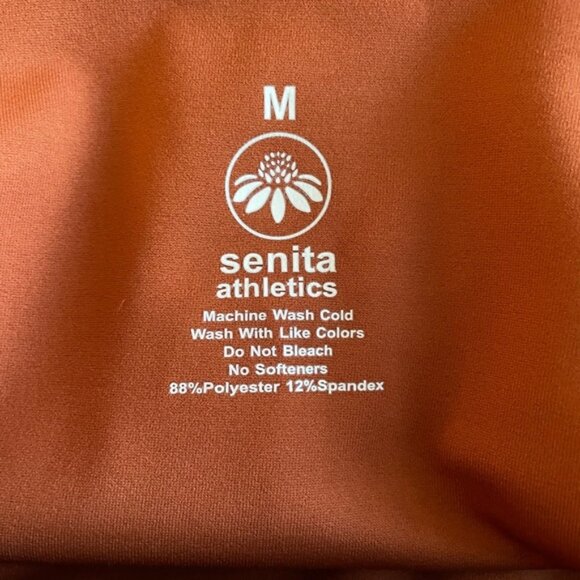 M
senita
athletics
Machine Wash Cold
Wash With Like Colors
Do Not Bleach
No Softeners
88%Polyester 12%Spandex